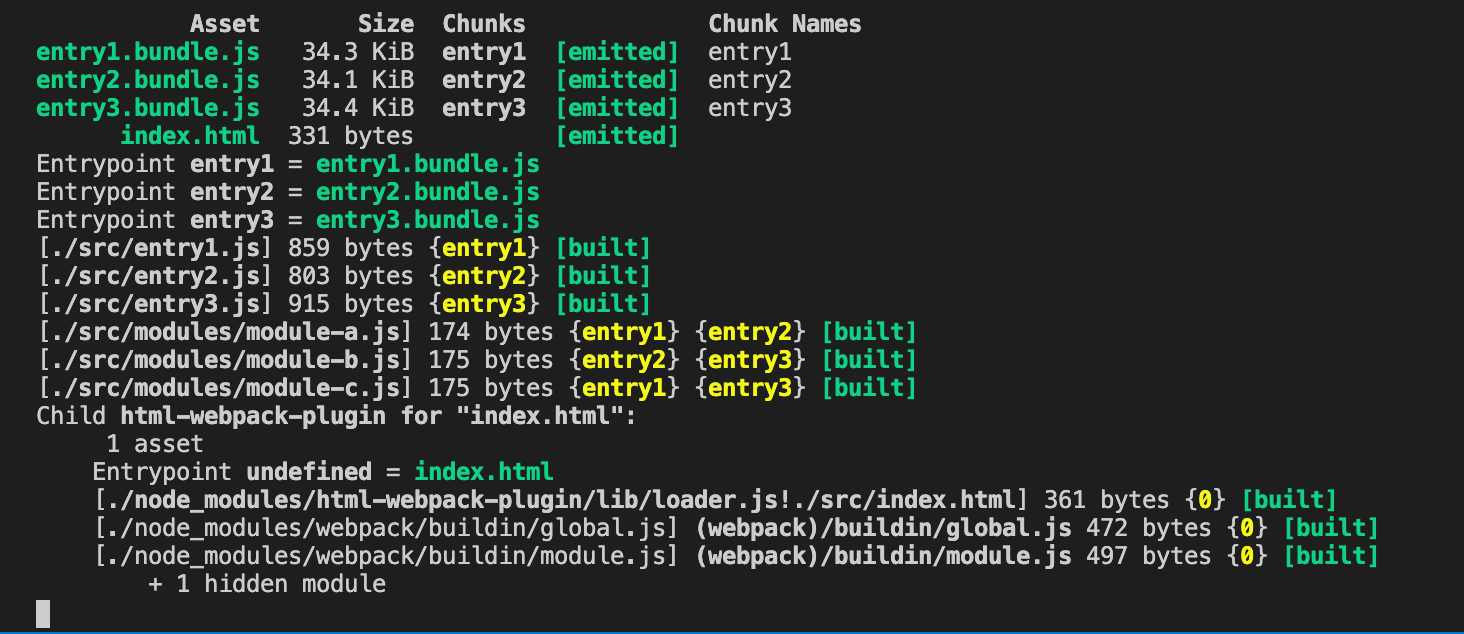 Asset Size Chunks Chunk Names
entry1.bundle.js 34.3 KiB entry1 [emitted] entry1
entry2.bundle.js 34.1 KiB entry2 [emitted] entry2
entry3.bundle.js 34.4 KiB entry3 [emitted] entry3
index.html 331 bytes [emitted]
Entrypoint entry1 = entry1.bundle.js
Entrypoint entry2 = entry2.bundle.js
Entrypoint entry3 = entry3.bundle.js
[./src/entry1.js] 859 bytes {entry1} [built]
[./src/entry2.js] 803 bytes {entry2} [built]
[./src/entry3.js] 915 bytes {entry3} [built]
[./src/modules/module-a.js] 174 bytes {entry1} {entry2} [built]
[./src/modules/module-b.js] 175 bytes {entry2} {entry3} [built]
[./src/modules/module-c.js] 175 bytes {entry1} {entry3} [built]
Child html-webpack-plugin for "index.html":
1 asset
Entrypoint undefined = index.html
[./node_modules/html-webpack-plugin/lib/loader.js!./src/index.html] 361 bytes {0} [built]
[./node_modules/webpack/buildin/global.js] (webpack)/buildin/global.js 472 bytes {0} [built]
[./node_modules/webpack/buildin/module.js] (webpack)/buildin/module.js 497 bytes {0} [built]
+ 1 hidden module